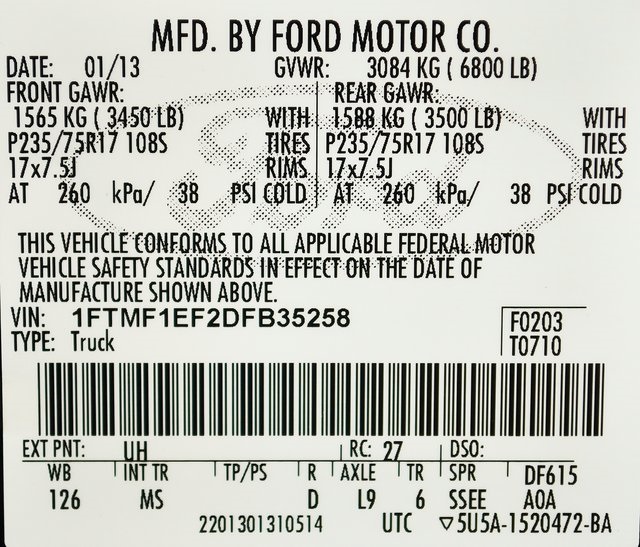 MFD. BY FORD MOTOR CO.
DATE: 01/13 GVWR: 3084 KG ( 6800 LB)
FRONT GAWR: REAR GAWR:
1565 KG ( 3450 LB) WITH 1588 KG ( 3500 LB) WITH
P235/75R17 108S TIRES P235/75R17 108S TIRES
17x7.5J RIMS 17x7.5J RIMS
AT 260 kPa/ 38 PSI COLD AT 260 kPa/ 38 PSI COLD
THIS VEHICLE CONFORMS TO ALL APPLICABLE FEDERAL MOTOR
VEHICLE SAFETY STANDARDS IN EFFECT ON THE DATE OF
MANUFACTURE SHOWN ABOVE.
VIN: 1FTMF1EF2DFB35258 F0203
TYPE: Truck T0710
EXT PNT: UH RC: 27 DSO:
WB INT TR TP/PS R AXLE TR SPR DF615
126 MS D L9 6 SSEE AOA
2201301310514 UTC ▽5U5A-1520472-BA
Ford